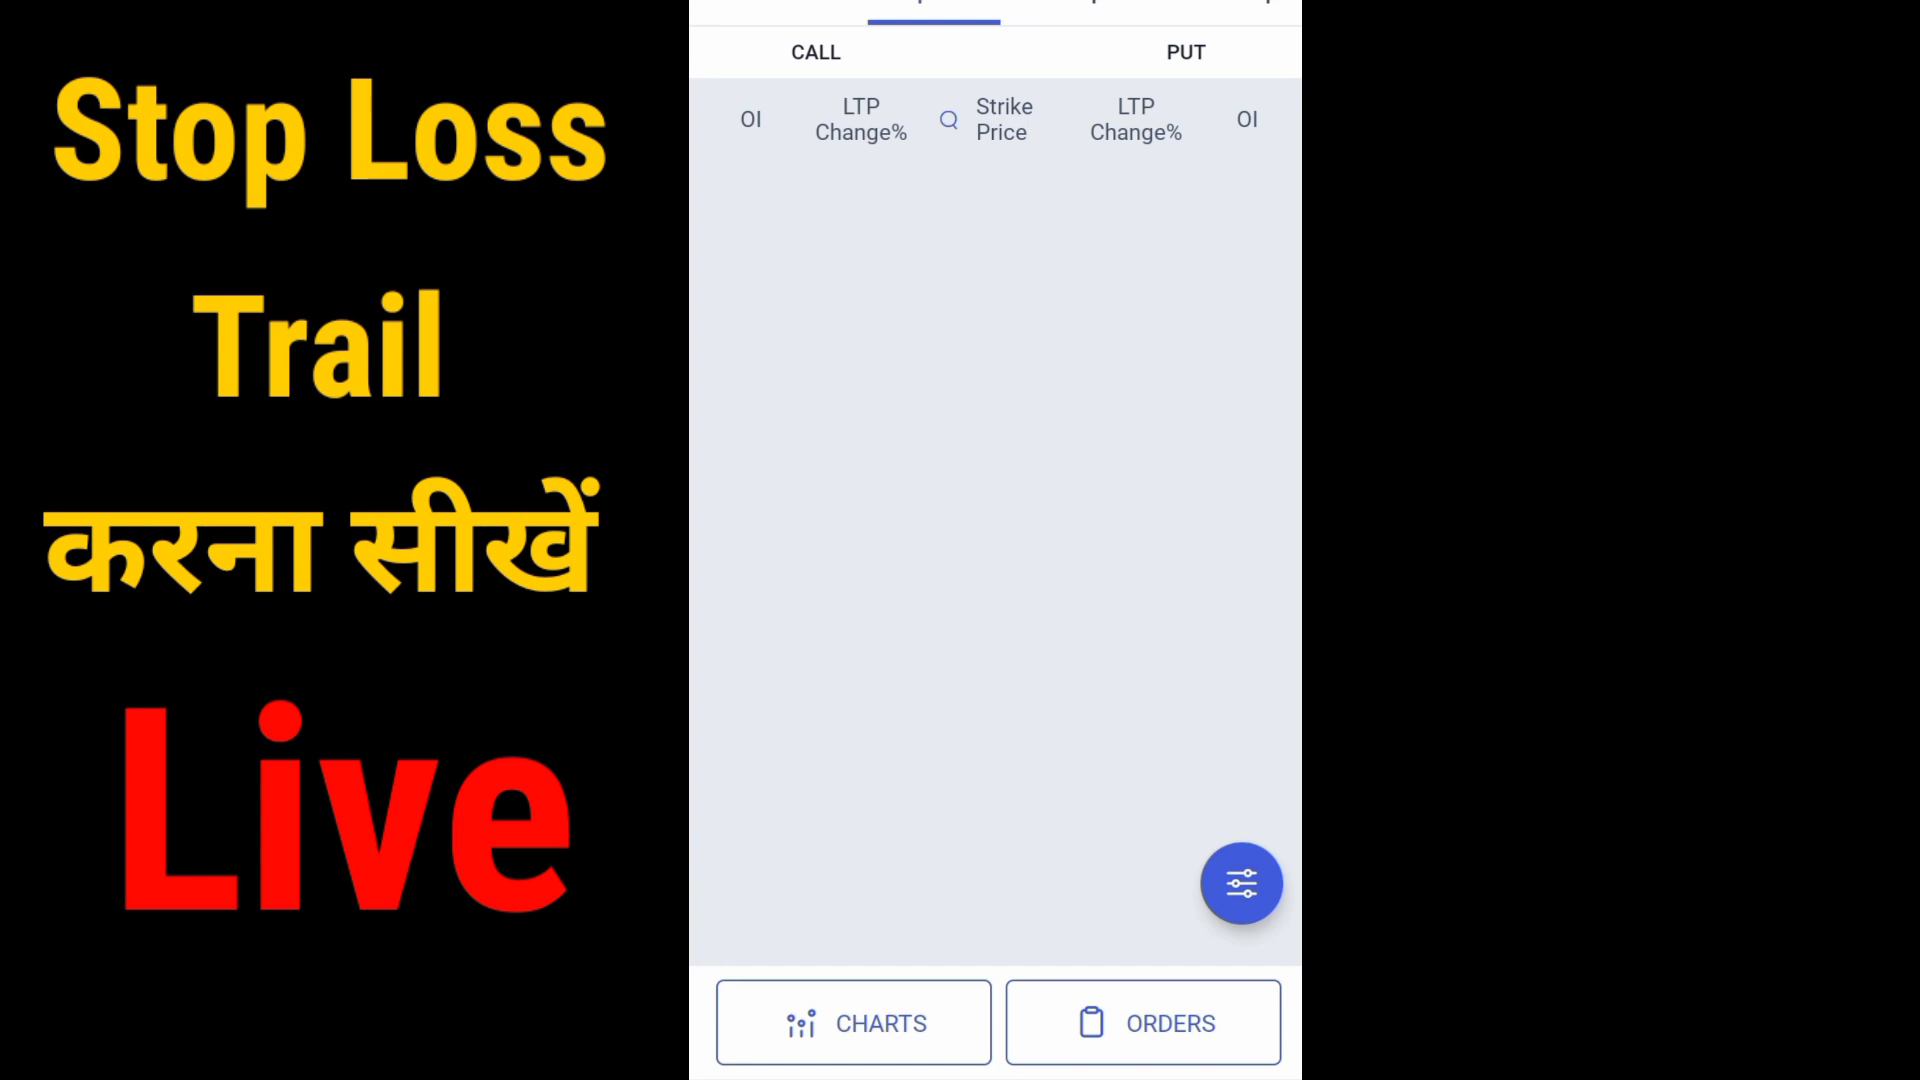 Stop Loss
Trail
करना सीखें
Live
CALL PUT
OI LTP Change% Strike Price LTP Change% OI
CHARTS ORDERS